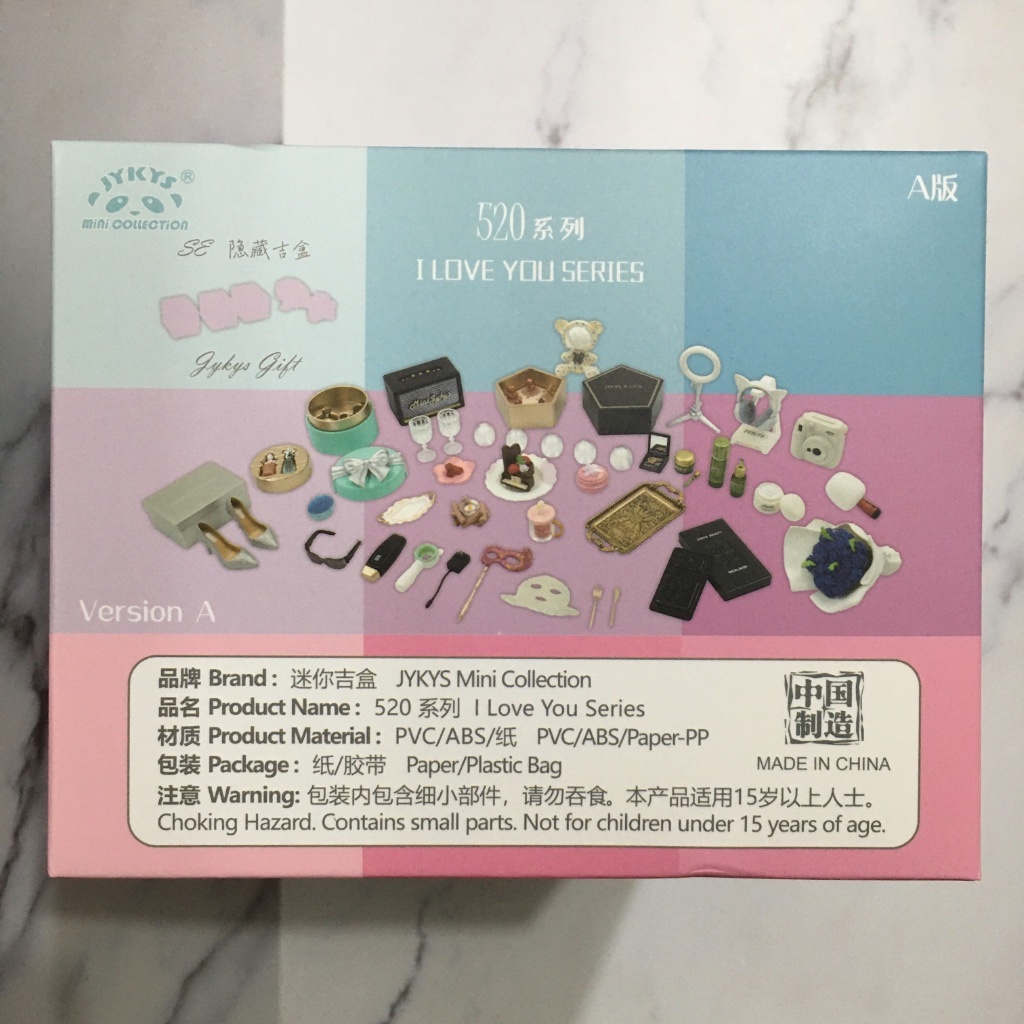 JYKYS®
Mini COLLECTION
SE 隐藏吉盒
Jykys Gift
520 系列
I LOVE YOU SERIES
A版
Version A
品牌 Brand : 迷你吉盒 JYKYS Mini Collection
品名 Product Name : 520 系列 I Love You Series
材质 Product Material : PVC/ABS/纸 PVC/ABS/Paper-PP
包装 Package : 纸/胶带 Paper/Plastic Bag
注意 Warning: 包装内包含细小部件，请勿吞食。本产品适用15岁以上人士。
Choking Hazard. Contains small parts. Not for children under 15 years of age.
中国
制造
MADE IN CHINA